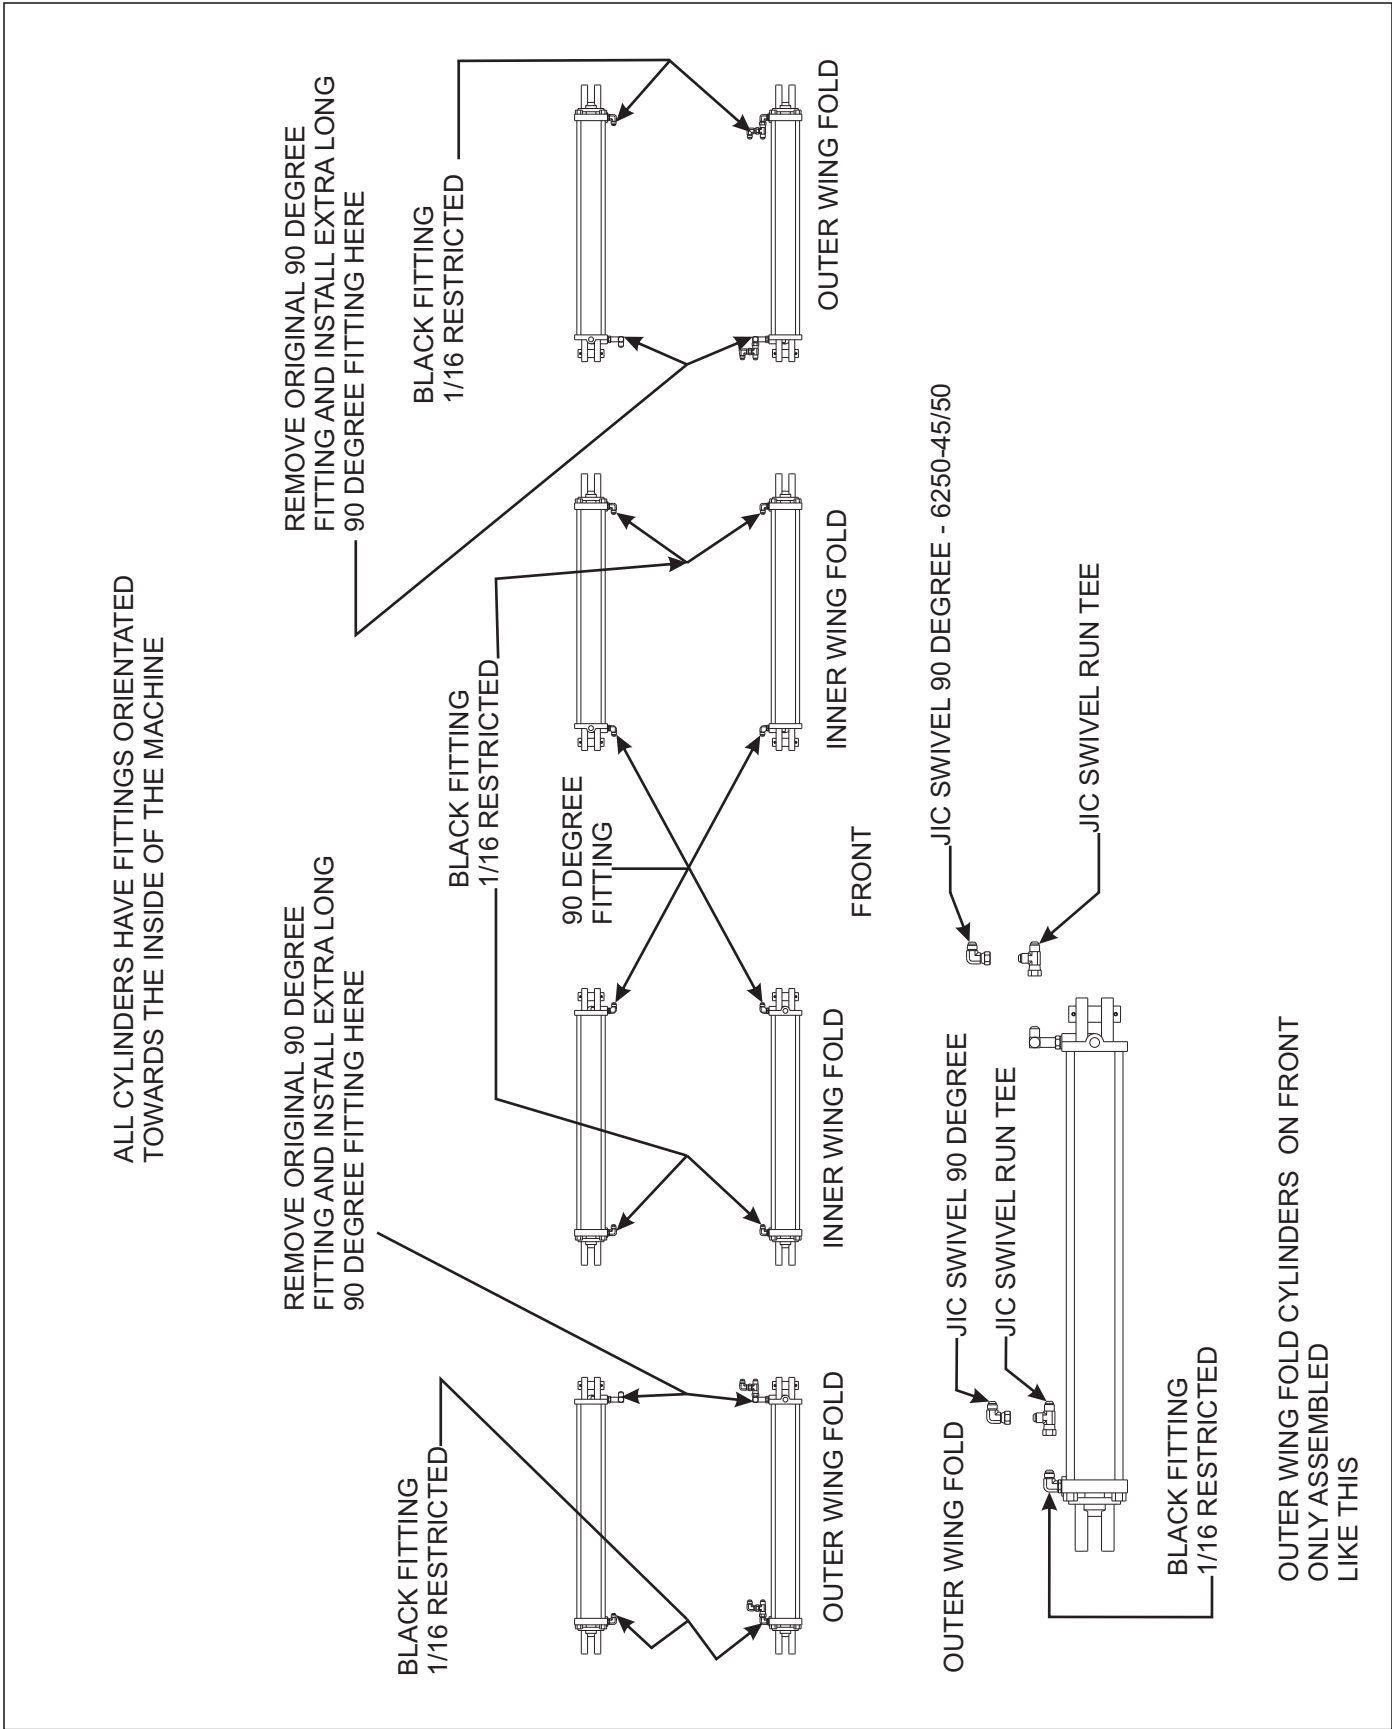 ALL CYLINDERS HAVE FITTINGS ORIENTATED
TOWARDS THE INSIDE OF THE MACHINE
REMOVE ORIGINAL 90 DEGREE
FITTING AND INSTALL EXTRA LONG
90 DEGREE FITTING HERE
REMOVE ORIGINAL 90 DEGREE
FITTING AND INSTALL EXTRA LONG
90 DEGREE FITTING HERE
BLACK FITTING
1/16 RESTRICTED
BLACK FITTING
1/16 RESTRICTED
BLACK FITTING
1/16 RESTRICTED
90 DEGREE
FITTING
OUTER WING FOLD
INNER WING FOLD
INNER WING FOLD
OUTER WING FOLD
FRONT
OUTER WING FOLD
JIC SWIVEL 90 DEGREE
JIC SWIVEL 90 DEGREE - 6250-45/50
JIC SWIVEL RUN TEE
JIC SWIVEL RUN TEE
BLACK FITTING
1/16 RESTRICTED
OUTER WING FOLD CYLINDERS ON FRONT
ONLY ASSEMBLED
LIKE THIS